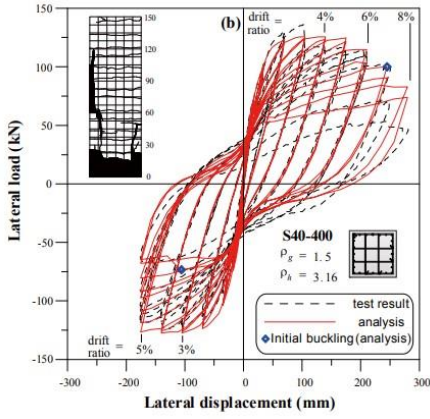 150
(b)
drift
ratio =
4%
6%
8%
150
120
90
60
30
0
100
50
0
-50
-100
-150
Lateral load (kN)
S40-400
ρg = 1.5
ρh = 3.16
test result
analysis
Initial buckling (analysis)
drift
ratio =
5%
3%
-300
-200
-100
0
100
200
300
Lateral displacement (mm)